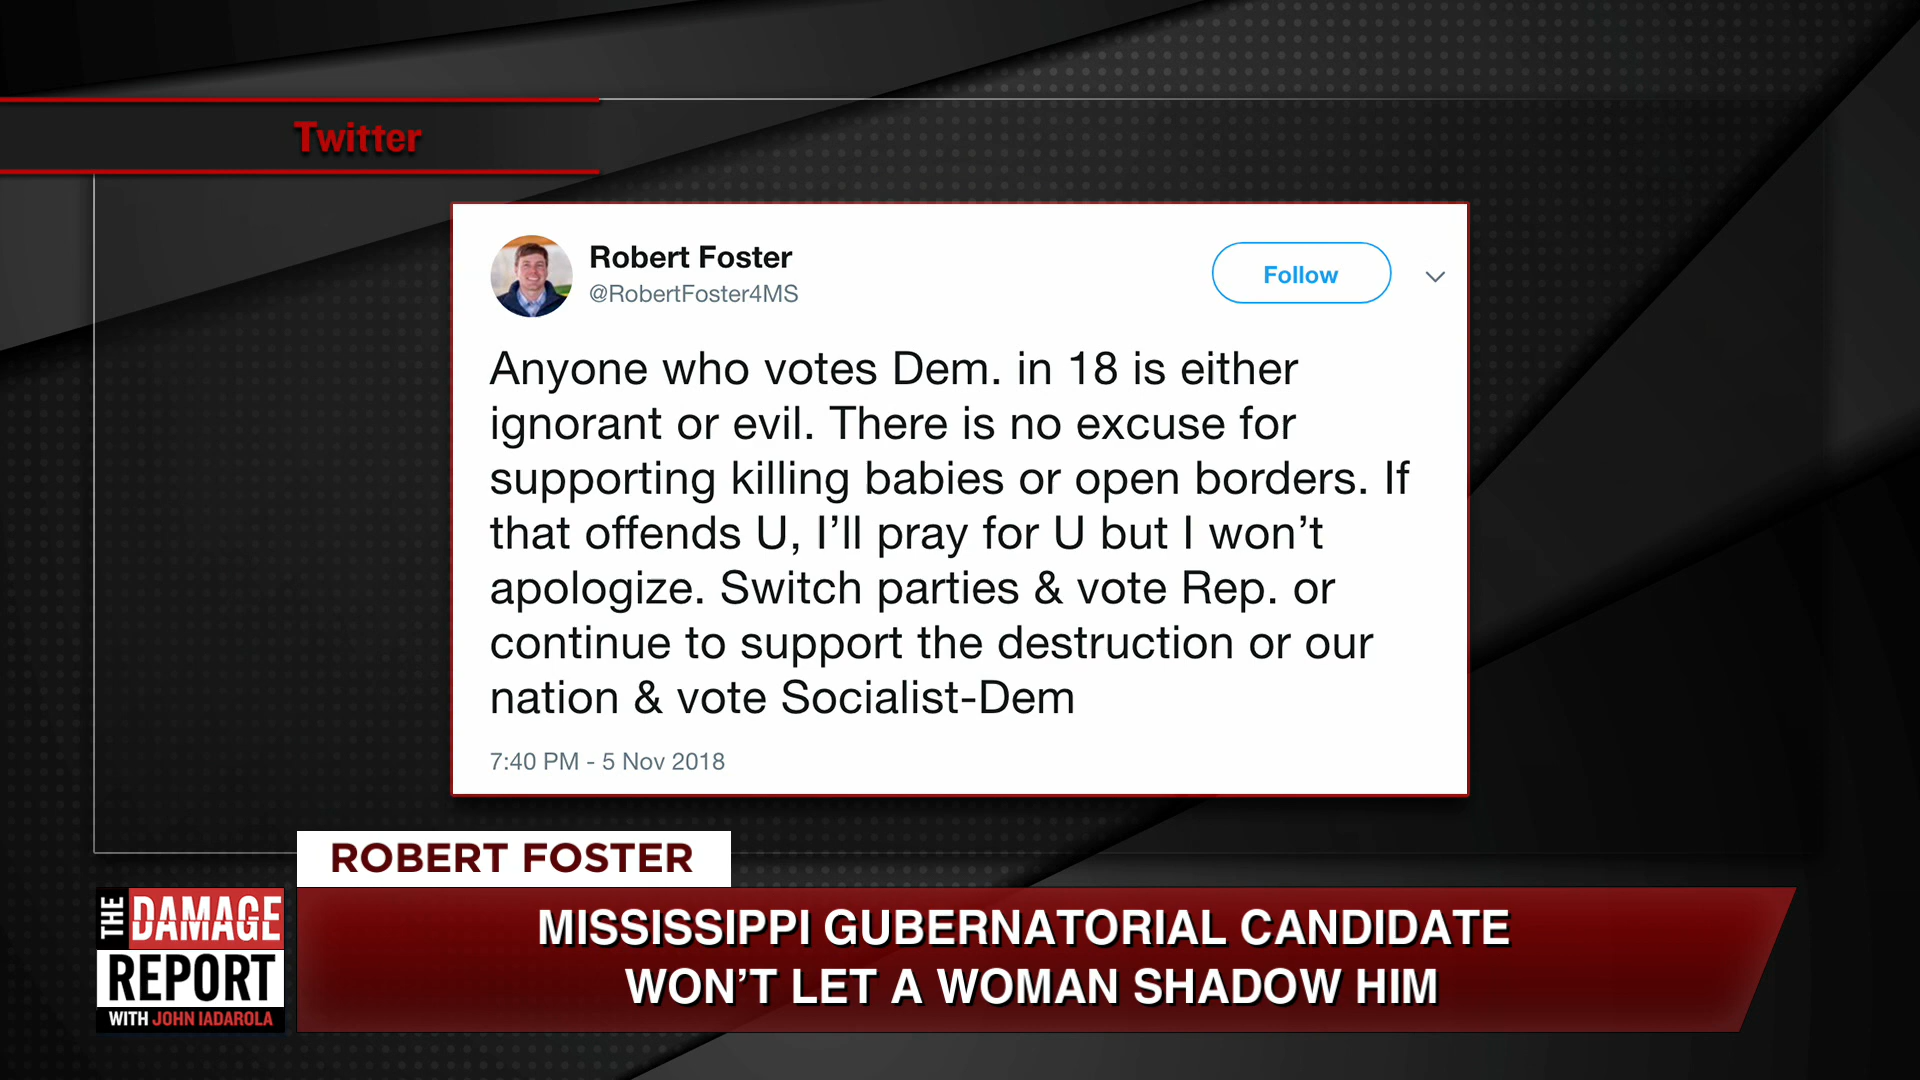 Twitter
Robert Foster
@RobertFoster4MS
Follow
Anyone who votes Dem. in 18 is either
ignorant or evil. There is no excuse for
supporting killing babies or open borders. If
that offends U, I’ll pray for U but I won’t
apologize. Switch parties & vote Rep. or
continue to support the destruction or our
nation & vote Socialist-Dem
7:40 PM - 5 Nov 2018
ROBERT FOSTER
MISSISSIPPI GUBERNATORIAL CANDIDATE
WON’T LET A WOMAN SHADOW HIM
THE
DAMAGE
REPORT
WITH JOHN IADAROLA